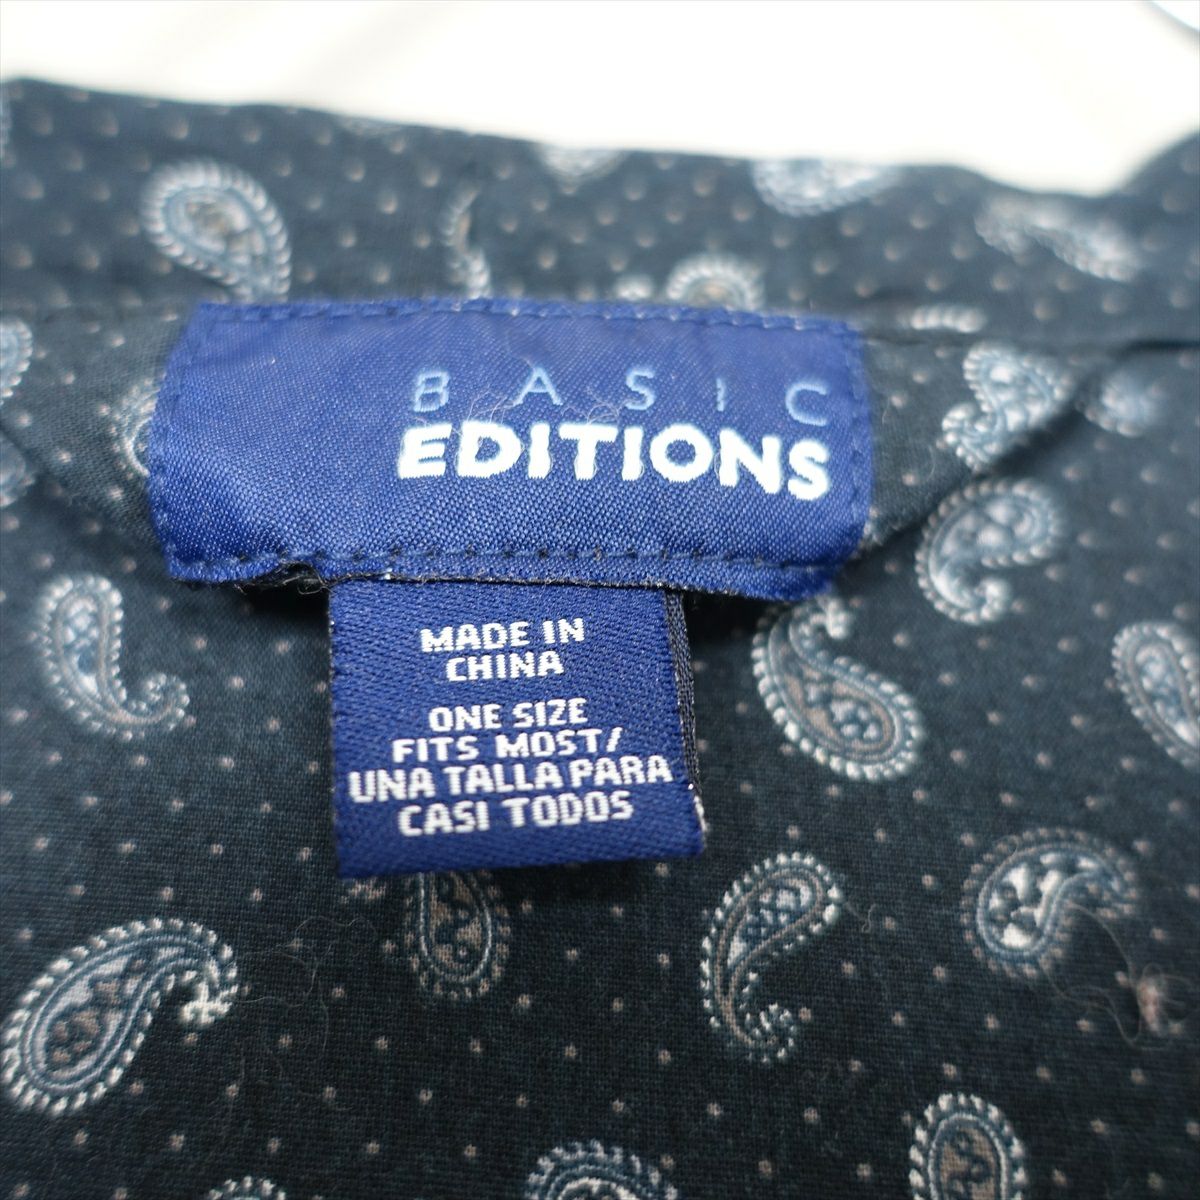 BASIC
EDITIONS
MADE IN
CHINA
ONE SIZE
FITS MOST/
UNA TALLA PARA
CASI TODOS